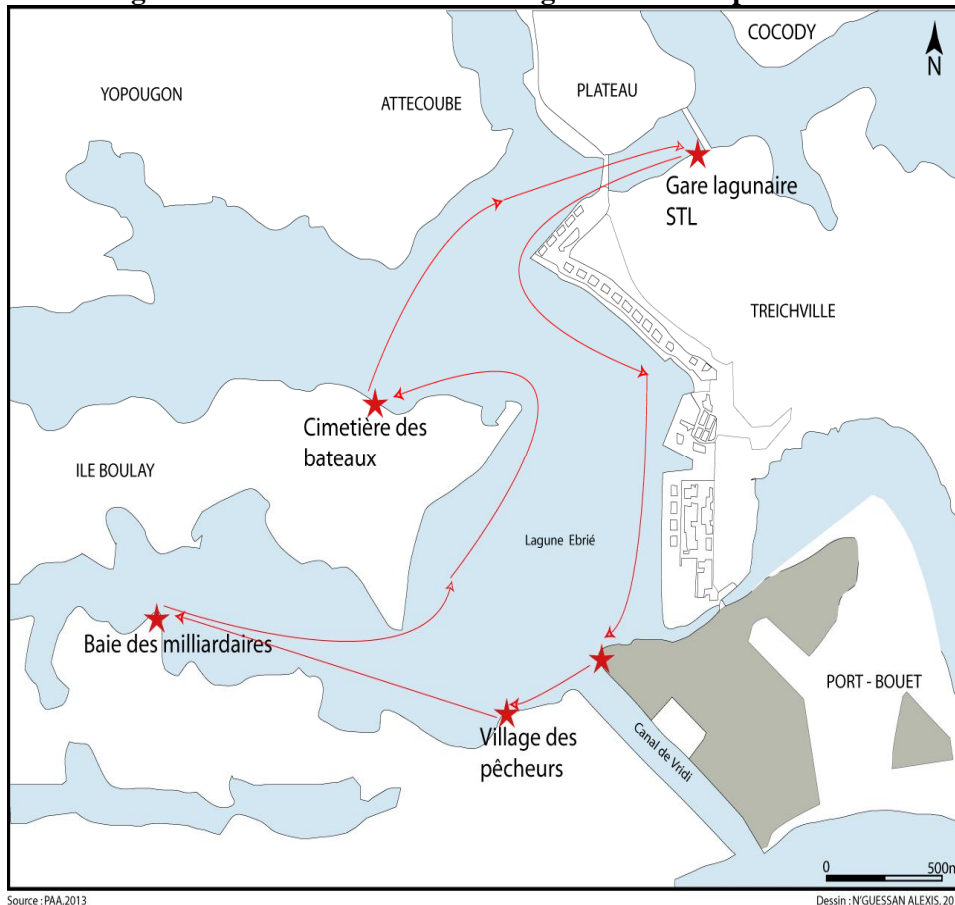 COCODY
N
PLATEAU
YOPOUGON
ATTECOUBE
Gare lagunaire
STL
TREICHVILLE
Cimetière des
bateaux
ILE BOULAY
Lagune Ebrié
Baie des milliardaires
PORT - BOUET
Village des
pêcheurs
Canal de Vridi
0 500m
Source : PAA.2013
Dessin : N'GUESSAN ALEXIS. 20